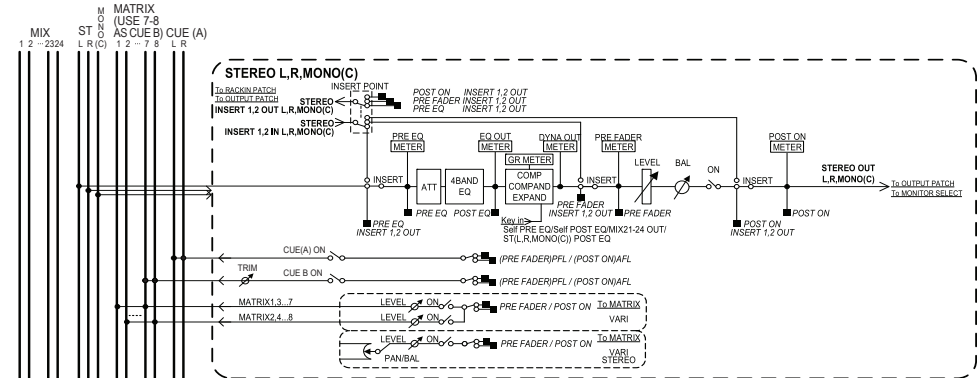 MIX
1 2 ··· 2324
ST
L R (C)
MONO
MATRIX
(USE 7-8
AS CUE B)
1 2 ··· 7 8
CUE (A)
L R
STEREO L,R,MONO(C)
To RACKIN PATCH
To OUTPUT PATCH
INSERT POINT
STEREO
INSERT 1,2 OUT L,R,MONO(C)
STEREO
INSERT 1,2 IN L,R,MONO(C)
POST ON INSERT 1,2 OUT
PRE FADER INSERT 1,2 OUT
PRE EQ INSERT 1,2 OUT
PRE EQ
METER
EQ OUT
METER
DYNA OUT
METER
PRE FADER
METER
POST ON
METER
GR METER
INSERT
ATT
4BAND
EQ
COMP
COMPAND
EXPAND
INSERT
LEVEL
BAL
ON
INSERT
STEREO OUT
L,R,MONO(C)
To OUTPUT PATCH
To MONITOR SELECT
PRE EQ
POST EQ
PRE EQ
INSERT 1,2 OUT
PRE FADER
INSERT 1,2 OUT
PRE FADER
POST ON
INSERT 1,2 OUT
POST ON
Key in
Self PRE EQ/Self POST EQ/MIX21-24 OUT/
ST(L,R,MONO(C)) POST EQ
CUE(A) ON
(PRE FADER)PFL / (POST ON)AFL
TRIM
CUE B ON
(PRE FADER)PFL / (POST ON)AFL
MATRIX1,3...7
LEVEL ON
PRE FADER / POST ON
To MATRIX
VARI
MATRIX2,4...8
LEVEL ON
LEVEL ON
PAN/BAL
PRE FADER / POST ON
To MATRIX
VARI
STEREO